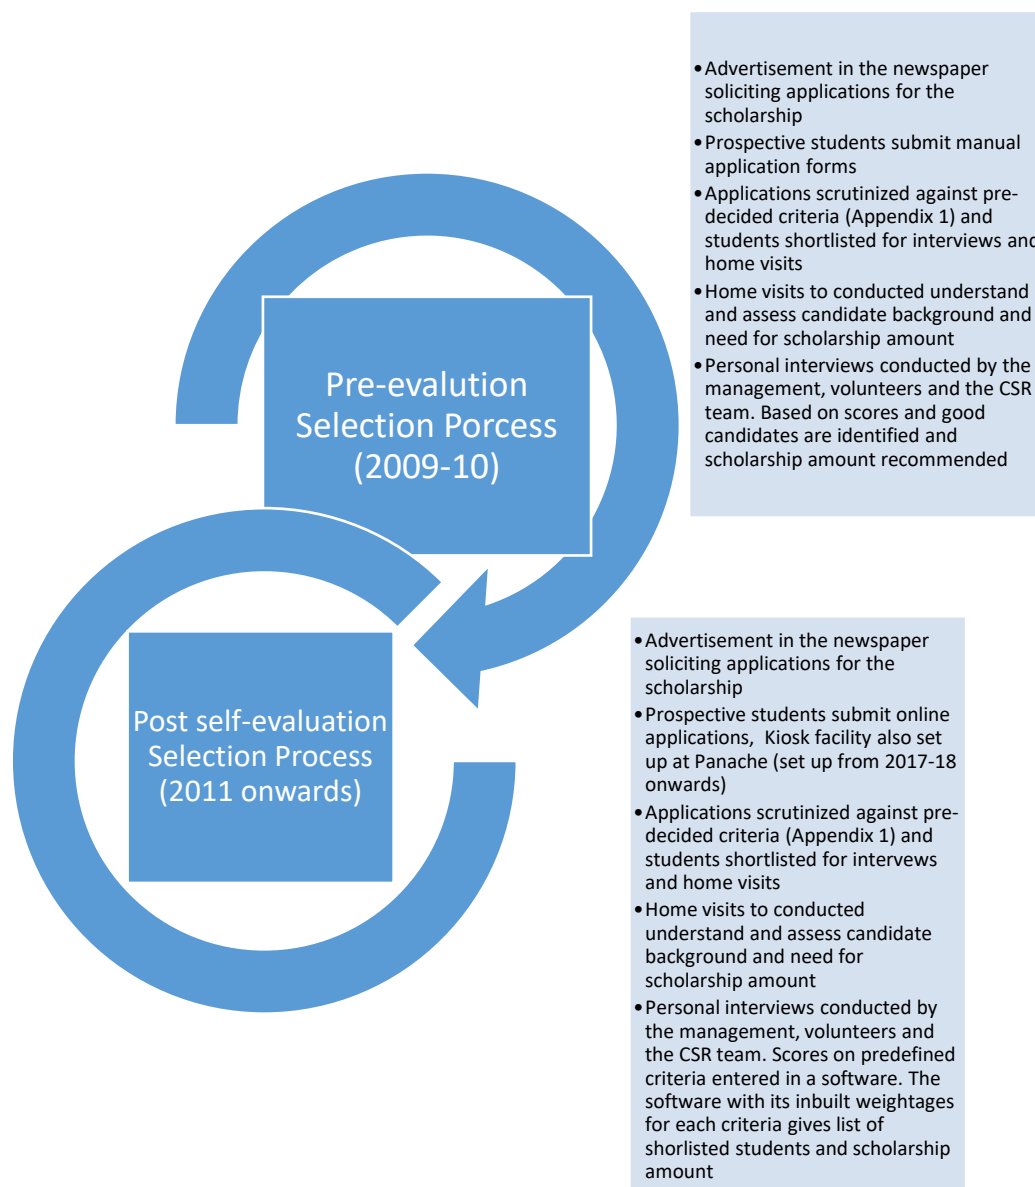 •Advertisement in the newspaper
soliciting applications for the
scholarship
•Prospective students submit manual
application forms
•Applications scrutinized against pre-
decided criteria (Appendix 1) and
students shortlisted for interviews and
home visits
•Home visits to conducted understand
and assess candidate background and
need for scholarship amount
•Personal interviews conducted by the
management, volunteers and the CSR
team. Based on scores and good
candidates are identified and
scholarship amount recommended
Pre-evalution
Selection Porcess
(2009-10)
Post self-evaluation
Selection Process
(2011 onwards)
•Advertisement in the newspaper
soliciting applications for the
scholarship
•Prospective students submit online
applications,  Kiosk facility also set
up at Panache (set up from 2017-18
onwards)
•Applications scrutinized against pre-
decided criteria (Appendix 1) and
students shortlisted for intervews
and home visits
•Home visits to conducted
understand and assess candidate
background and need for
scholarship amount
•Personal interviews conducted by
the management, volunteers and
the CSR team. Scores on predefined
criteria entered in a software. The
software with its inbuilt weightages
for each criteria gives list of
shorlisted students and scholarship
amount